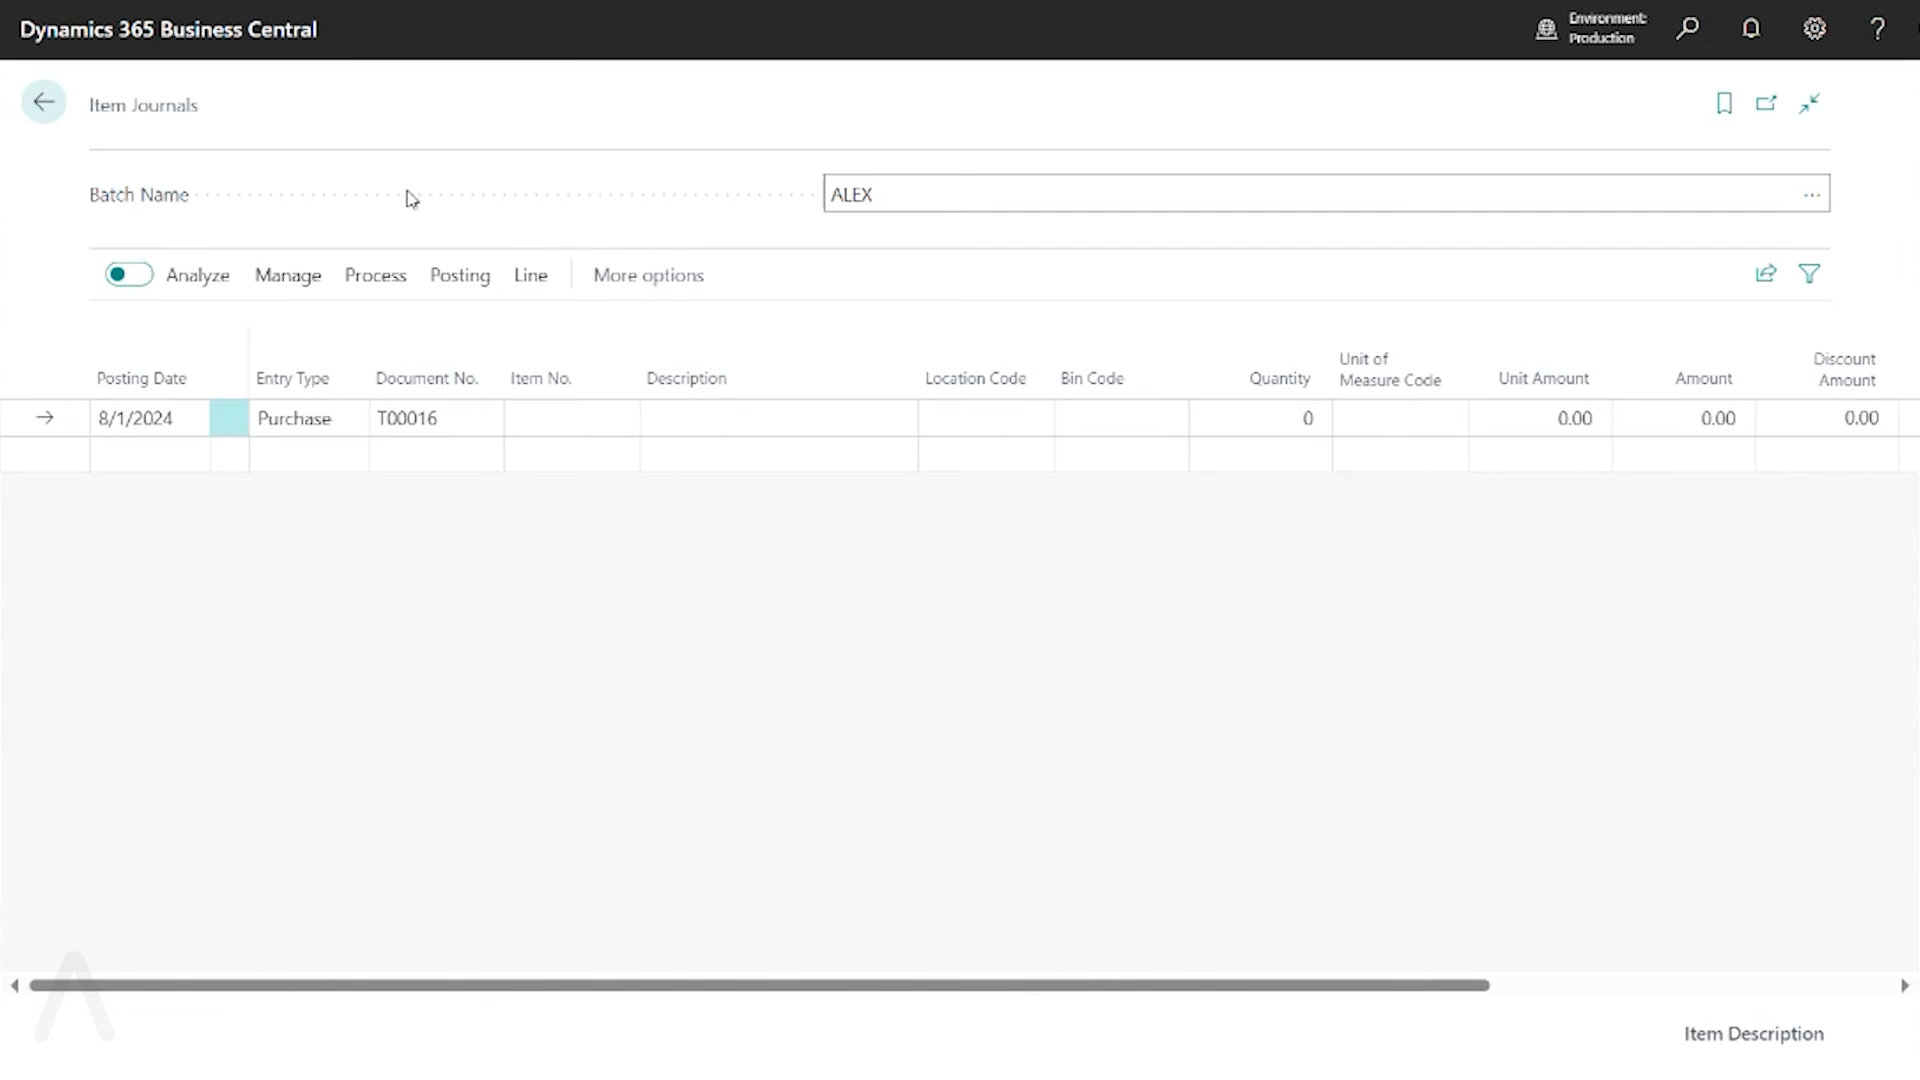 Dynamics 365 Business Central
Environment:
Production
?
Item Journals
Batch Name
ALEX
...
Analyze Manage Process Posting Line More options
Posting Date Entry Type Document No. Item No. Description Location Code Bin Code Quantity Unit of Measure Code Unit Amount Amount Discount Amount
8/1/2024 Purchase T00016 0 0.00 0.00 0.00
Item Description